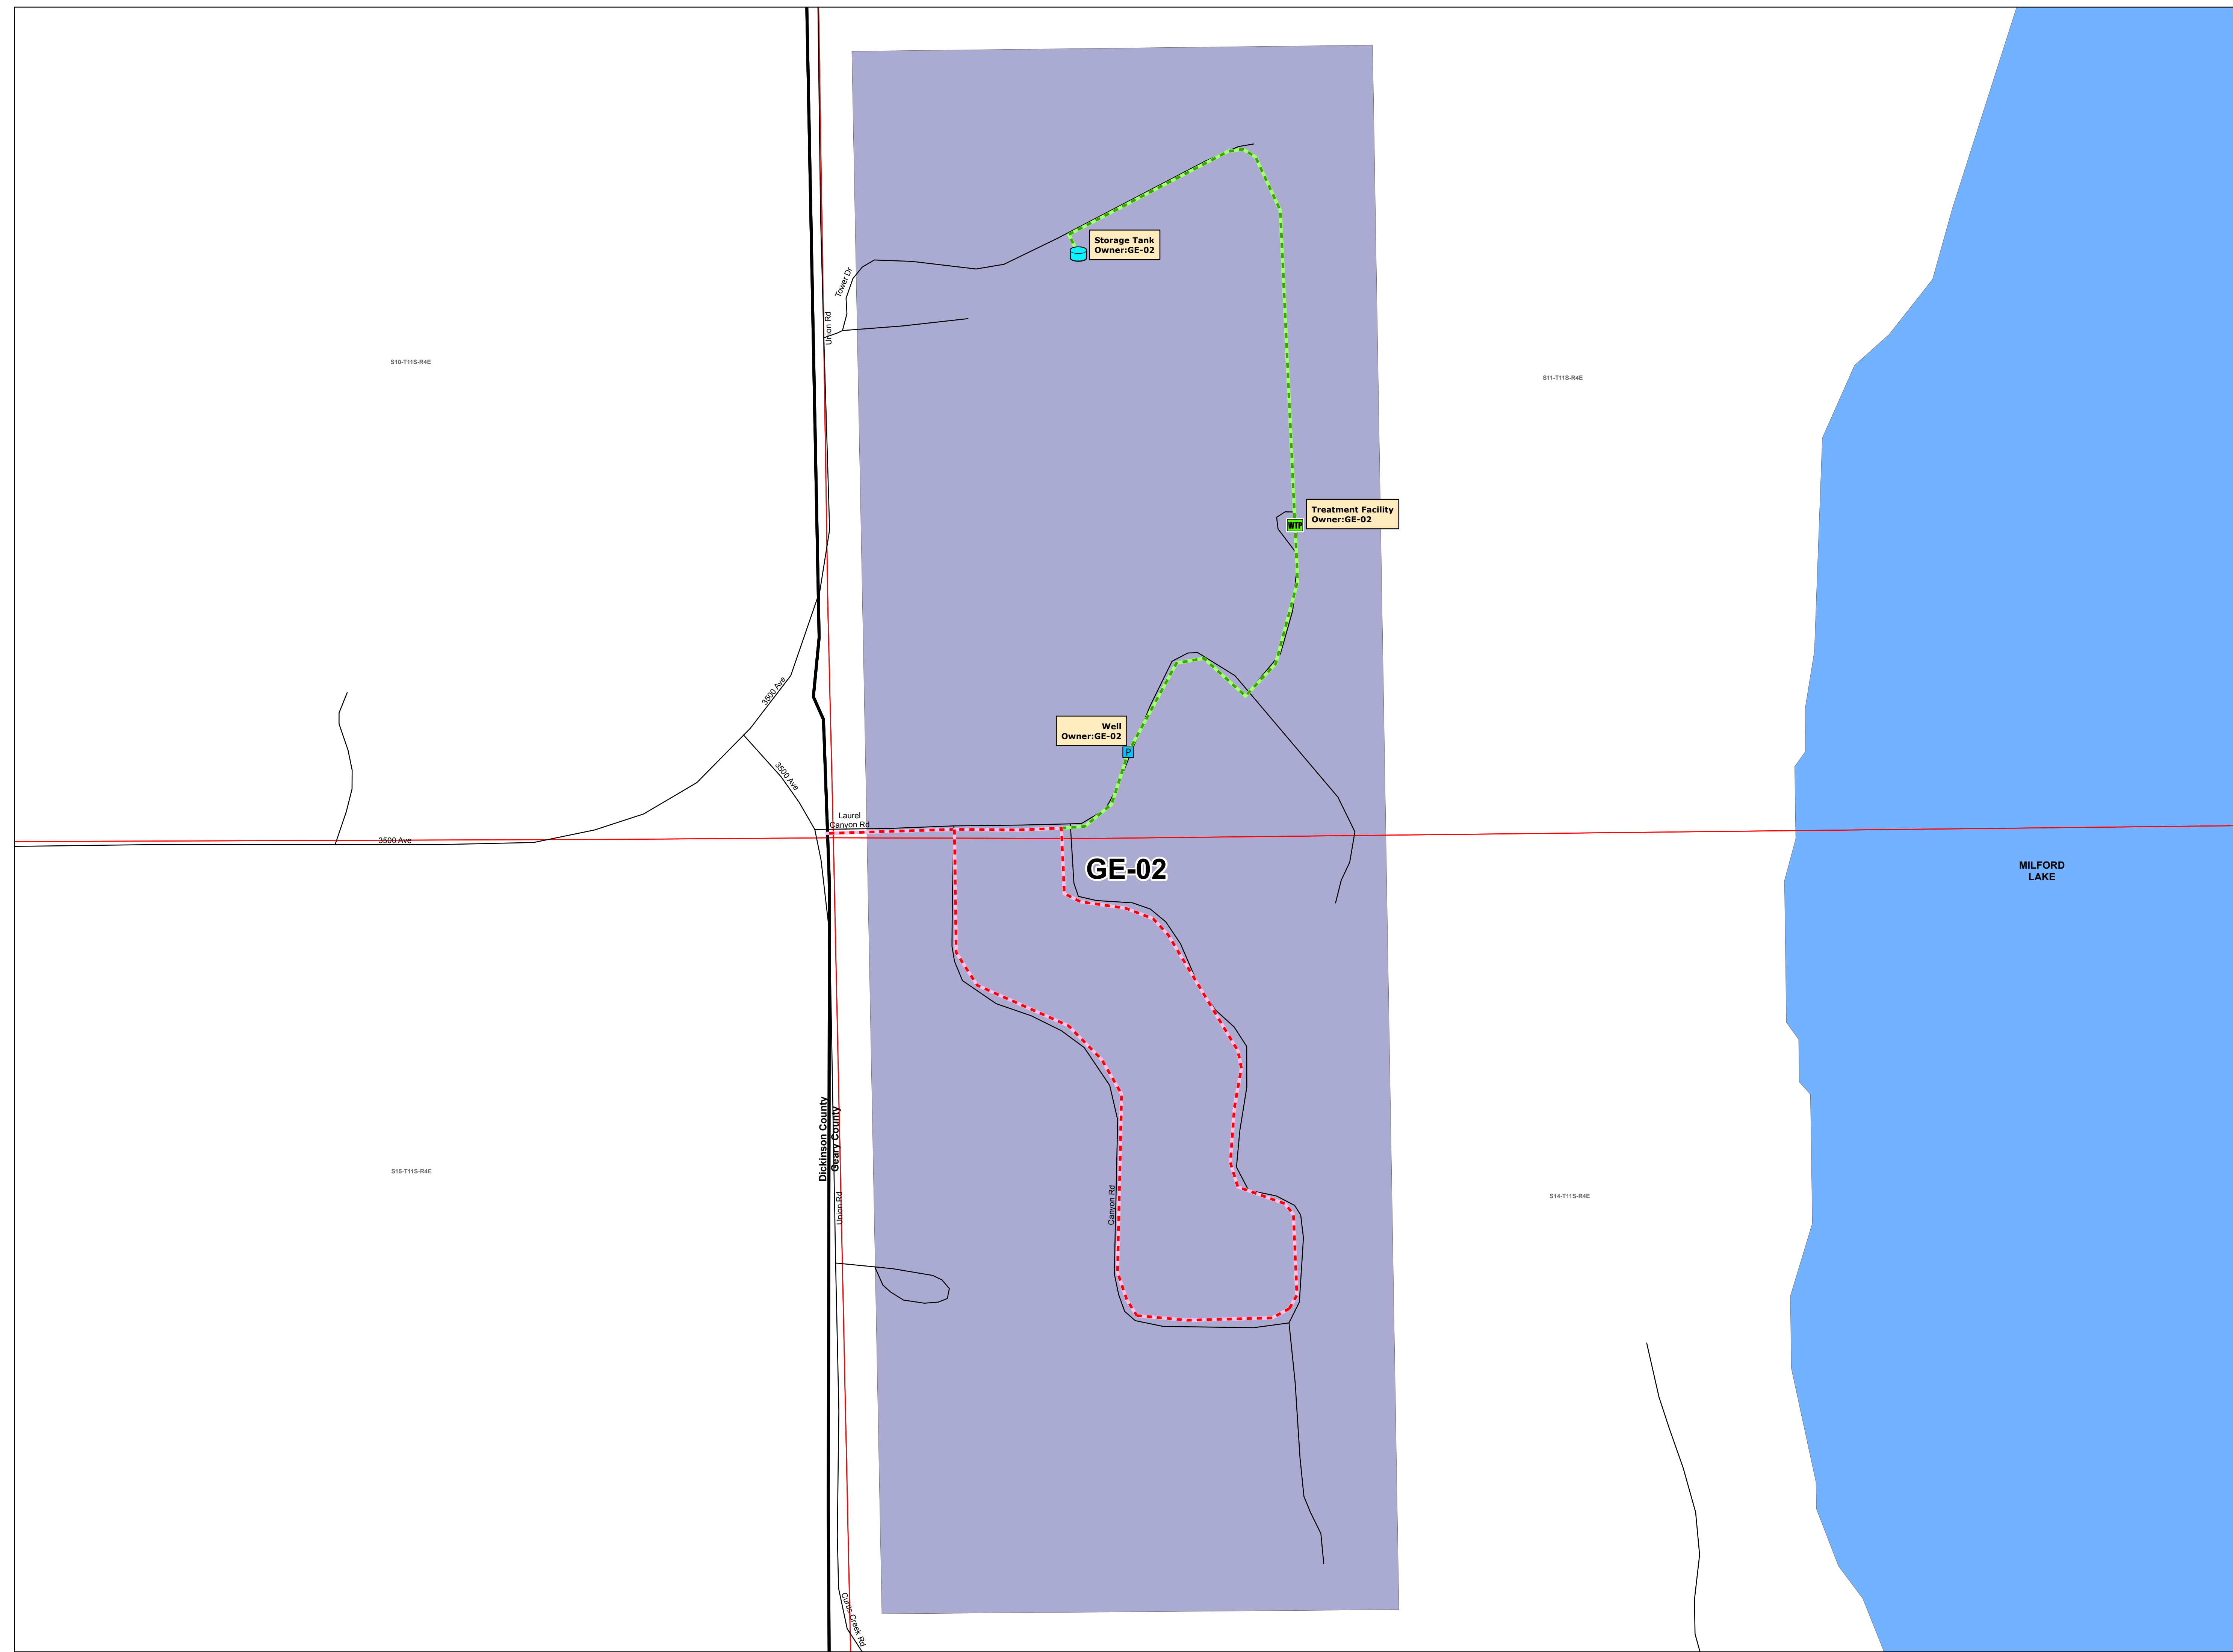 Storage Tank
Owner:GE-02
Tower Dr
Union Rd
S10-T11S-R4E
S11-T11S-R4E
WTP
Treatment Facility
Owner:GE-02
3500 Ave
Well
Owner:GE-02
P
3500 Ave
Laurel
Canyon Rd
3500 Ave
GE-02
MILFORD
LAKE
Dickinson County
Geary County
S15-T11S-R4E
Union Rd
Canyon Rd
S14-T11S-R4E
Curtis Creek Rd